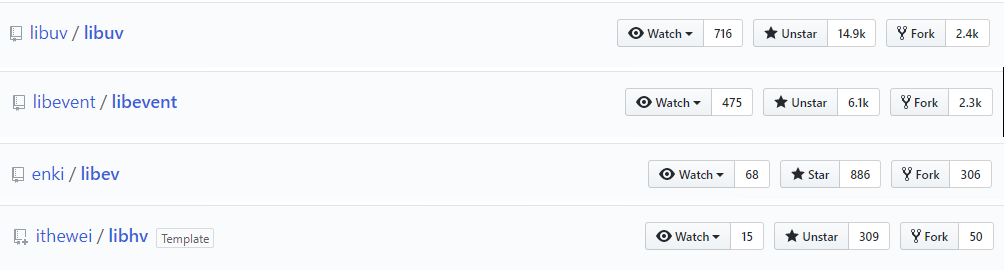 libuv / libuv Watch 716 Unstar 14.9k Fork 2.4k
libevent / libevent Watch 475 Unstar 6.1k Fork 2.3k
enki / libev Watch 68 Star 886 Fork 306
ithewei / libhv Template Watch 15 Unstar 309 Fork 50